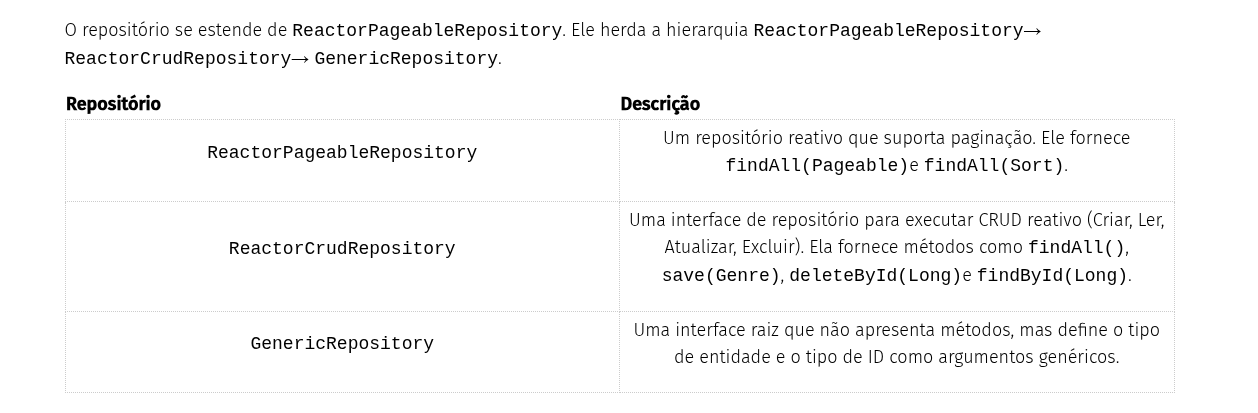 O repositório se estende de ReactorPageableRepository. Ele herda a hierarquia ReactorPageableRepository→
ReactorCrudRepository→ GenericRepository.
Repositório Descrição
ReactorPageableRepository
Um repositório reativo que suporta paginação. Ele fornece
findAll(Pageable)e findAll(Sort).
ReactorCrudRepository
Uma interface de repositório para executar CRUD reativo (Criar, Ler,
Atualizar, Excluir). Ela fornece métodos como findAll(),
save(Genre), deleteById(Long)e findById(Long).
GenericRepository
Uma interface raiz que não apresenta métodos, mas define o tipo
de entidade e o tipo de ID como argumentos genéricos.